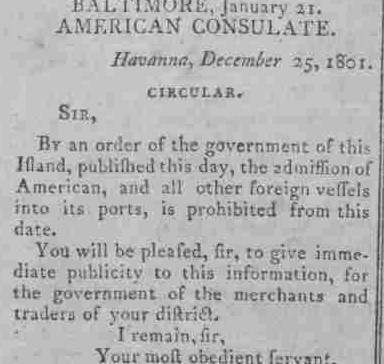 BALTIMORE, January 21.
AMERICAN CONSULATE.
Havanna, December 25, 1801.
CIRCULAR.
SIR,
BY an order of the government of this
Iſland, publiſhed this day, the admiſſion of
American, and all other foreign veſſels
into its ports, is prohibited from this
date.
You will be pleaſed, ſir, to give imme-
diate publicity to this information, for
the government of the merchants and
traders of your diſtrict.
I remain, ſir,
Your moſt obedient ſervant.